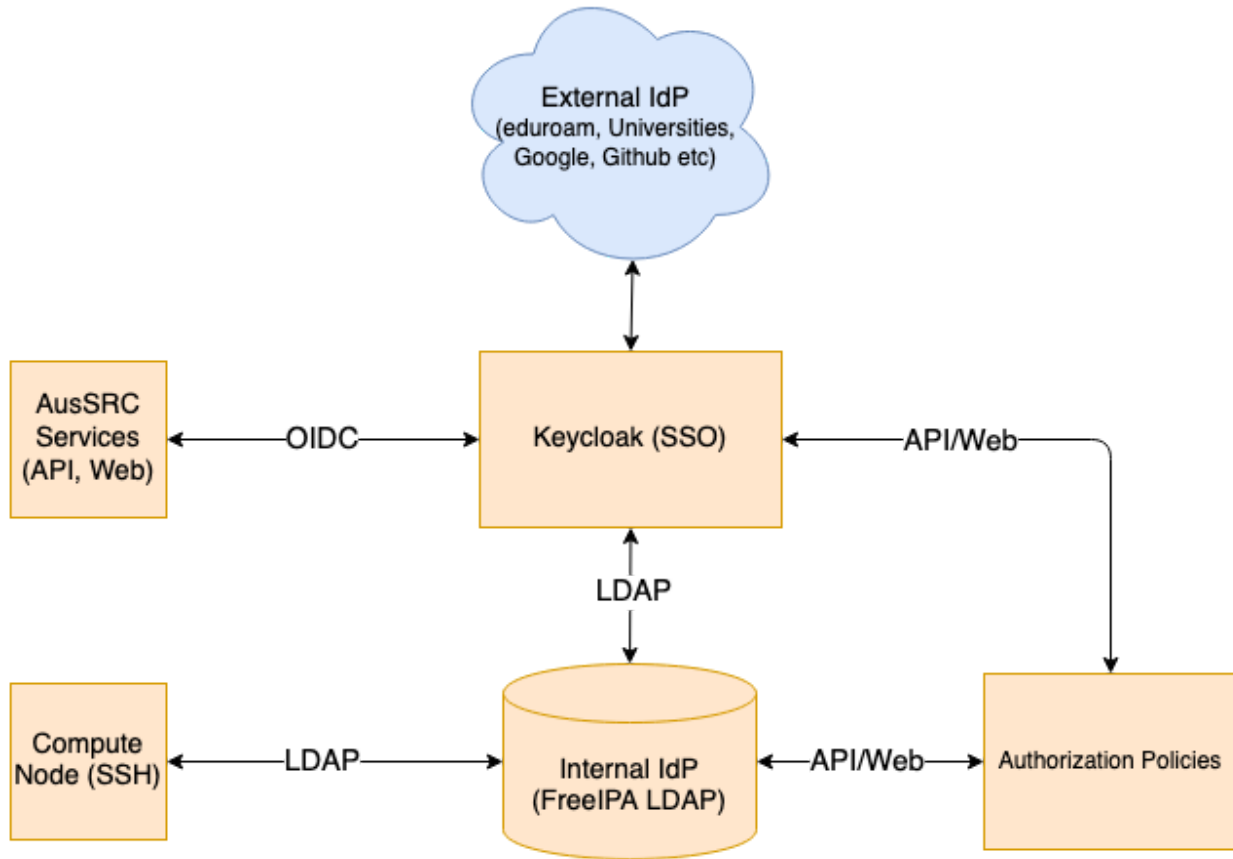 External IdP
(eduroam, Universities,
Google, Github etc)
AusSRC
Services
(API, Web)
OIDC
Keycloak (SSO)
API/Web
LDAP
Compute
Node (SSH)
LDAP
Internal IdP
(FreeIPA LDAP)
API/Web
Authorization Policies